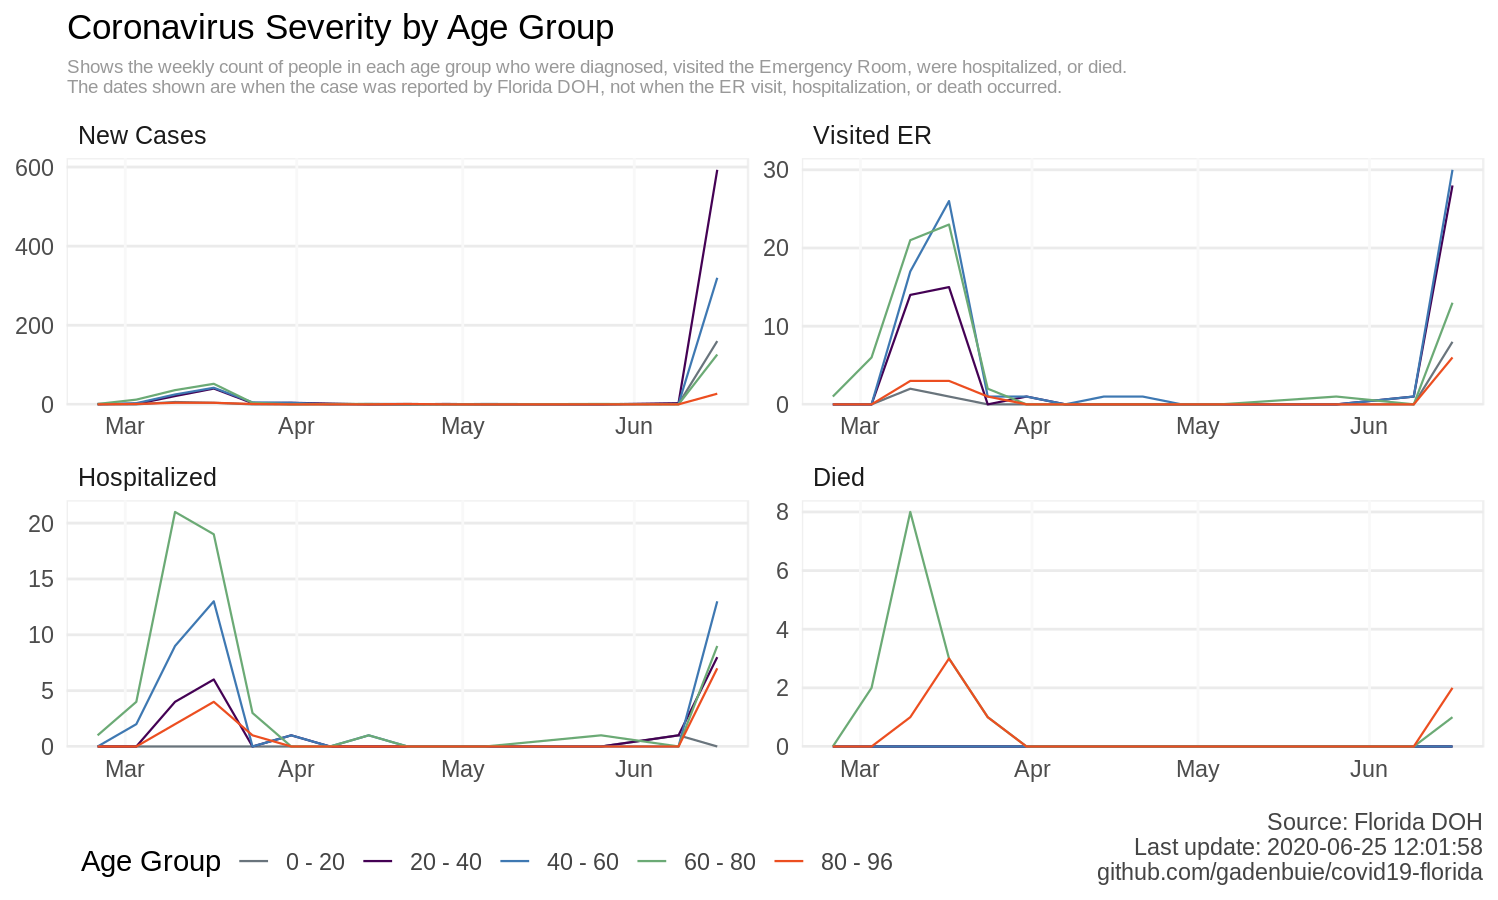 Coronavirus Severity by Age Group
Shows the weekly count of people in each age group who were diagnosed, visited the Emergency Room, were hospitalized, or died.
The dates shown are when the case was reported by Florida DOH, not when the ER visit, hospitalization, or death occurred.
New Cases
600
400
200
0
Mar Apr May Jun
Visited ER
30
20
10
0
Mar Apr May Jun
Hospitalized
20
15
10
5
0
Mar Apr May Jun
Died
8
6
4
2
0
Mar Apr May Jun
Age Group 0 - 20 20 - 40 40 - 60 60 - 80 80 - 96
Source: Florida DOH
Last update: 2020-06-25 12:01:58
github.com/gadenbuie/covid19-florida